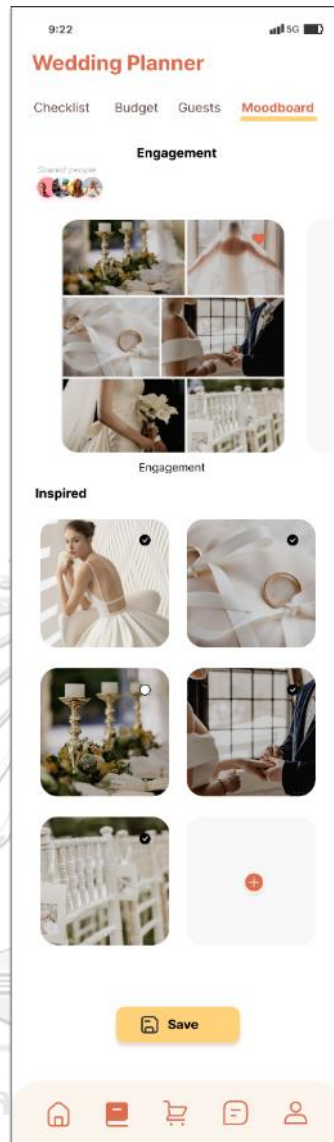 9:22 5G
Wedding Planner
Checklist Budget Guests Moodboard
Engagement
Shared people
Engagement
Inspired
Save